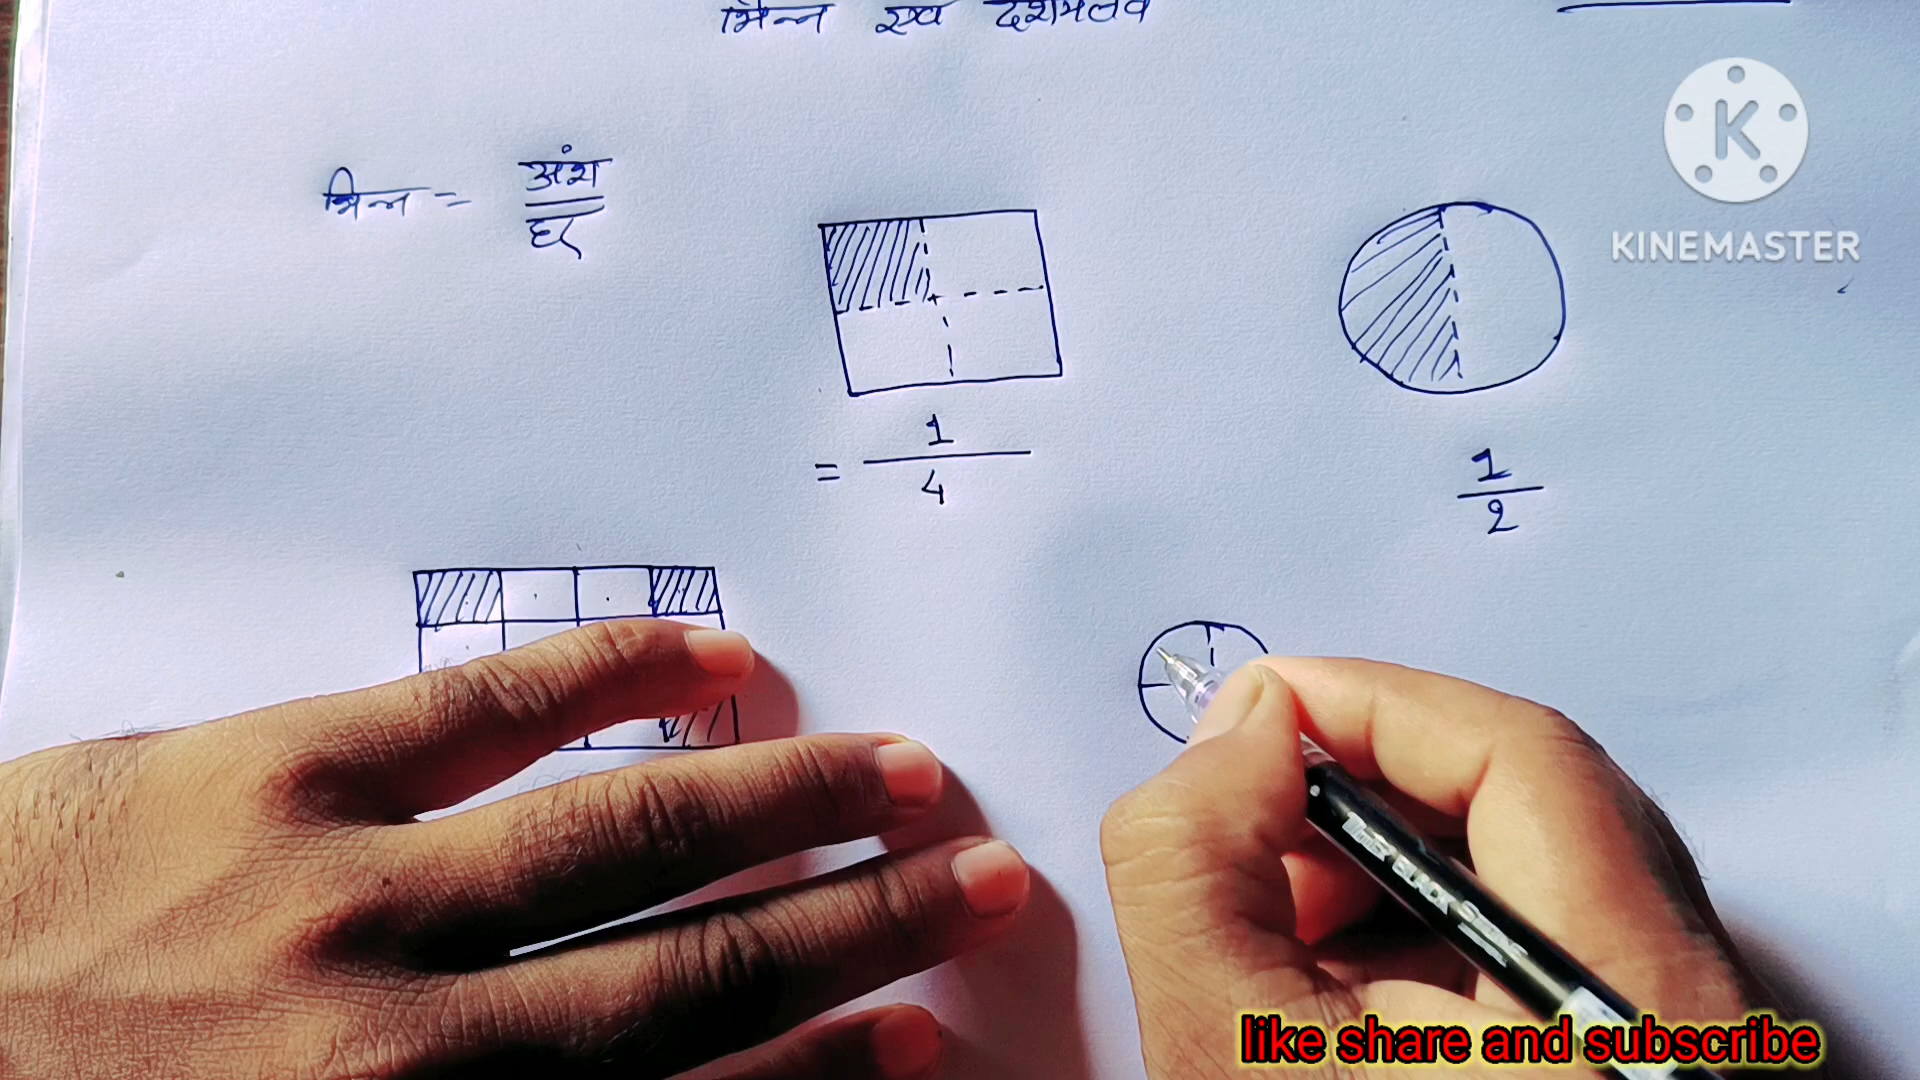 भिन्न एवं दशमलव
भिन्न = अंश
हर
= 1
4
1
2
K
KINEMASTER
like share and subscribe